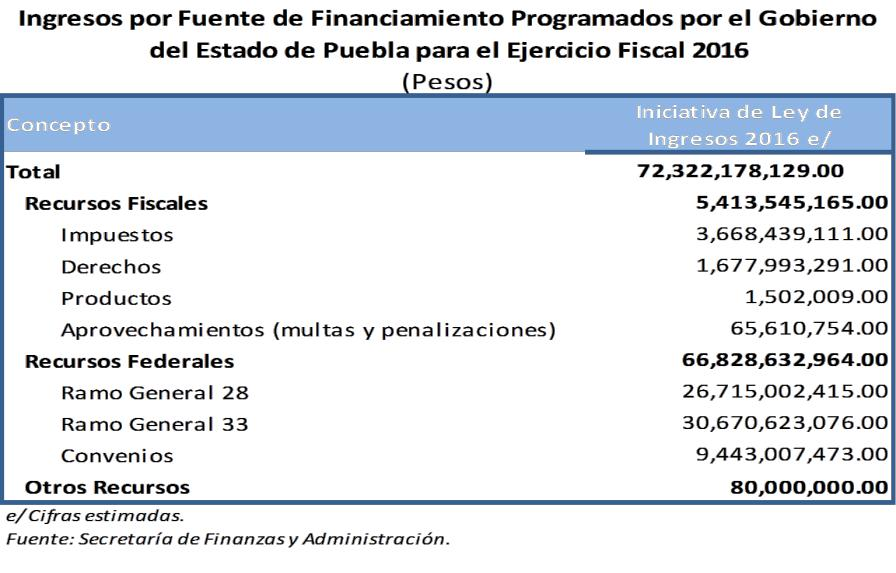 Ingresos por Fuente de Financiamiento Programados por el Gobierno
del Estado de Puebla para el Ejercicio Fiscal 2016
(Pesos)
Concepto
Iniciativa de Ley de
Ingresos 2016 e/
Total 72,322,178,129.00
Recursos Fiscales 5,413,545,165.00
Impuestos 3,668,439,111.00
Derechos 1,677,993,291.00
Productos 1,502,009.00
Aprovechamientos (multas y penalizaciones) 65,610,754.00
Recursos Federales 66,828,632,964.00
Ramo General 28 26,715,002,415.00
Ramo General 33 30,670,623,076.00
Convenios 9,443,007,473.00
Otros Recursos 80,000,000.00
e/ Cifras estimadas.
Fuente: Secretaría de Finanzas y Administración.